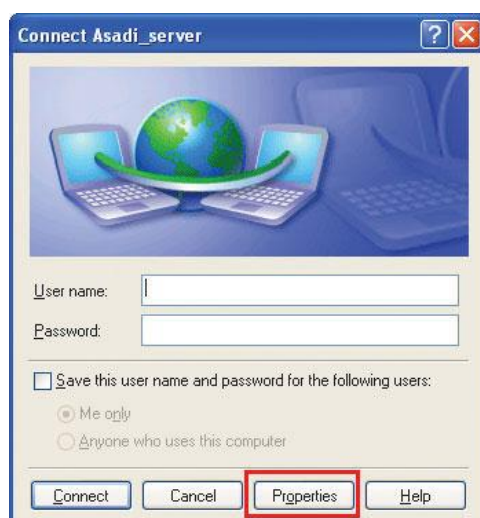 Connect Asadi_server
User name:
Password:
Save this user name and password for the following users:
Me only
Anyone who uses this computer
Connect Cancel Properties Help